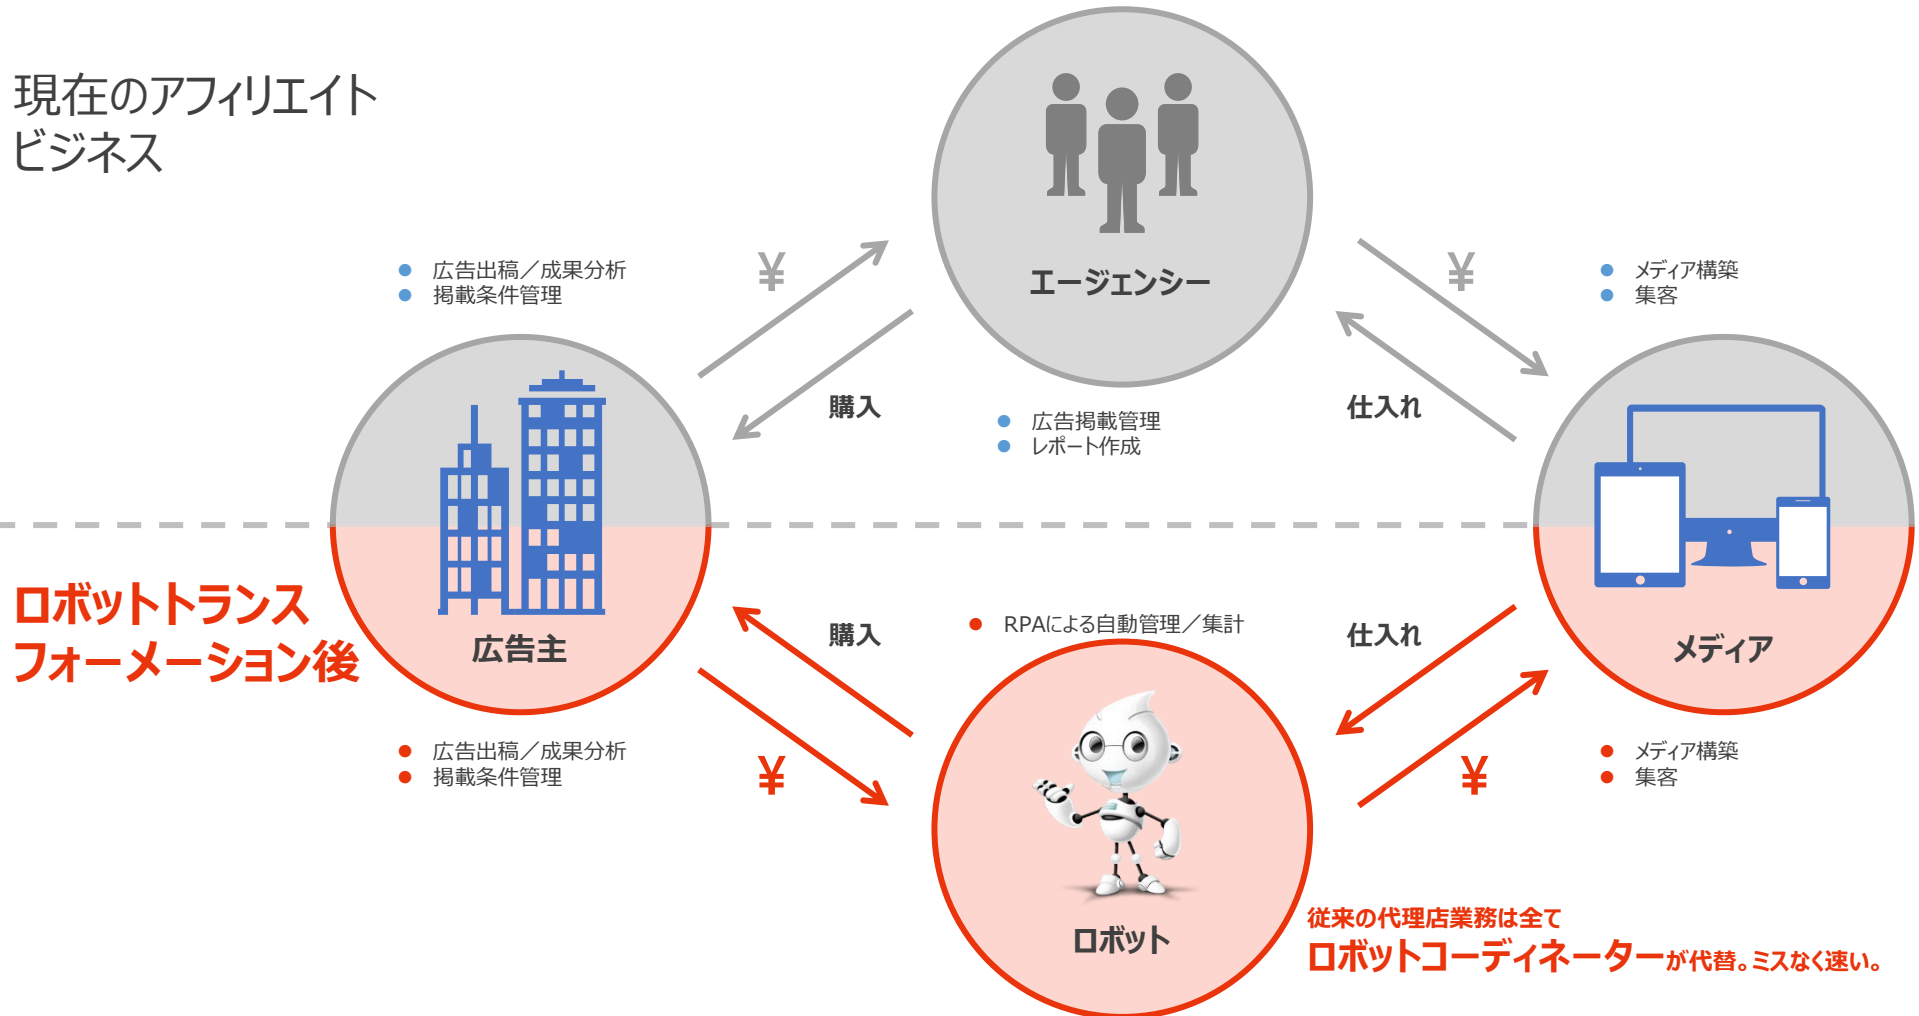 現在のアフィリエイト
ビジネス
エージェンシー
広告出稿／成果分析
掲載条件管理
¥
¥
メディア構築
集客
購入
仕入れ
広告掲載管理
レポート作成
ロボットトランス
フォーメーション後
広告主
メディア
購入
RPAによる自動管理／集計
仕入れ
広告出稿／成果分析
掲載条件管理
¥
¥
メディア構築
集客
ロボット
従来の代理店業務は全て
ロボットコーディネーターが代替。ミスなく速い。